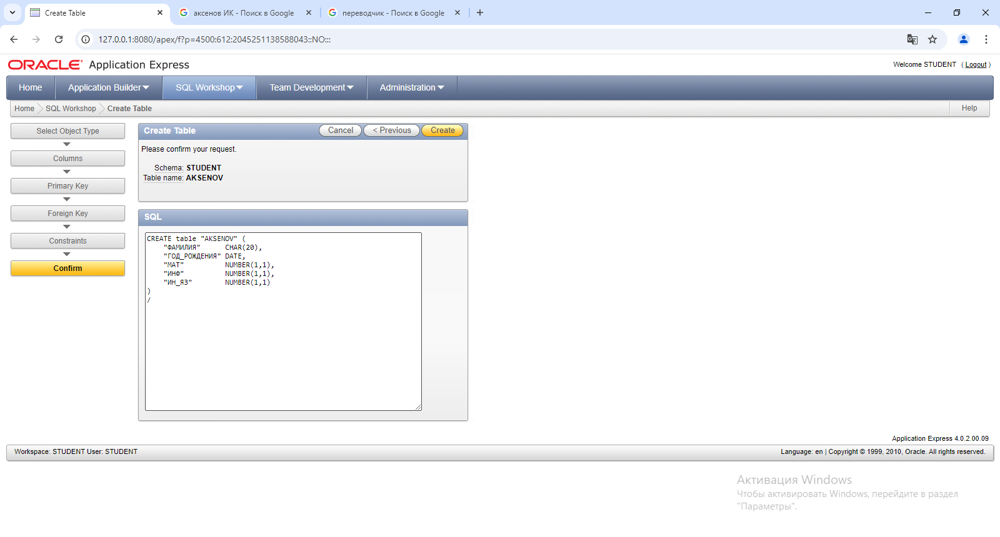 Create Table
аксенов ИК - Поиск в Google
переводчик - Поиск в Google
127.0.0.1:8080/apex/f?p=4500:612:2045251138588043::NO:::
ORACLE Application Express
Welcome STUDENT ( Logout )
Home Application Builder SQL Workshop Team Development Administration
Home SQL Workshop Create Table Help
Select Object Type
Columns
Primary Key
Foreign Key
Constraints
Confirm
Create Table Cancel < Previous Create
Please confirm your request.
Schema: STUDENT
Table name: AKSENOV
SQL
CREATE table "AKSENOV" (
"ФАМИЛИЯ" CHAR(20),
"ГОД_РОЖДЕНИЯ" DATE,
"МАТ" NUMBER(1,1),
"ИНФ" NUMBER(1,1),
"ИН_ЯЗ" NUMBER(1,1)
)
/
Application Express 4.0.2.00.09
Workspace: STUDENT User: STUDENT
Language: en | Copyright © 1999, 2010, Oracle. All rights reserved.
Активация Windows
Чтобы активировать Windows, перейдите в раздел
"Параметры".